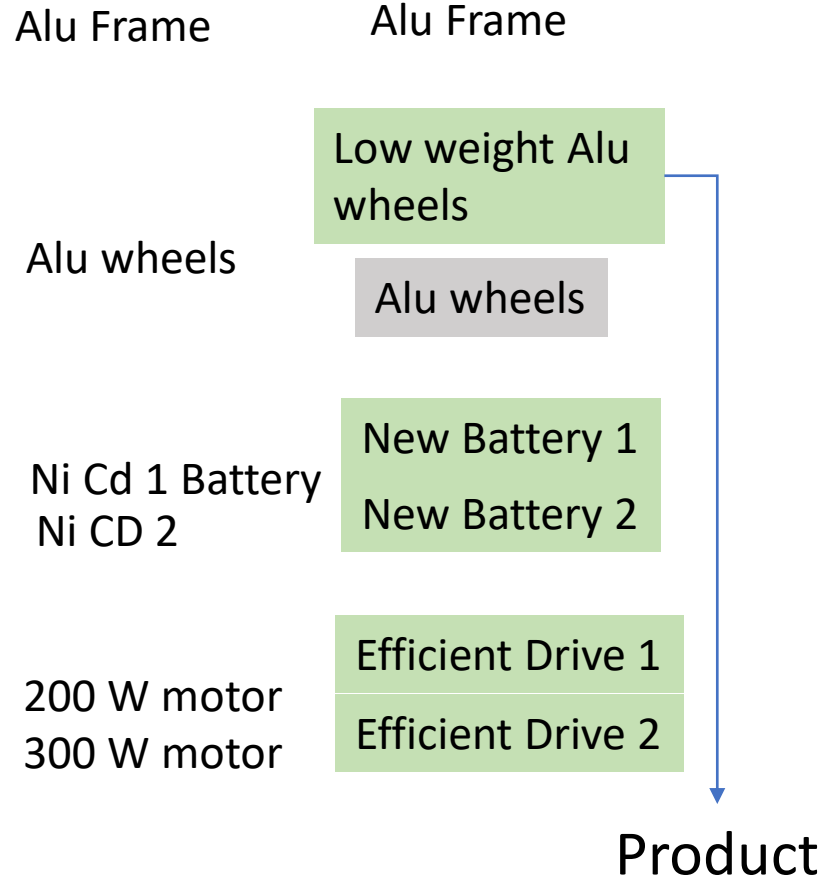 Alu Frame
Alu Frame
Low weight Alu
wheels
Alu wheels
Alu wheels
New Battery 1
Ni Cd 1 Battery
New Battery 2
Ni CD 2
Efficient Drive 1
200 W motor
Efficient Drive 2
300 W motor
Product